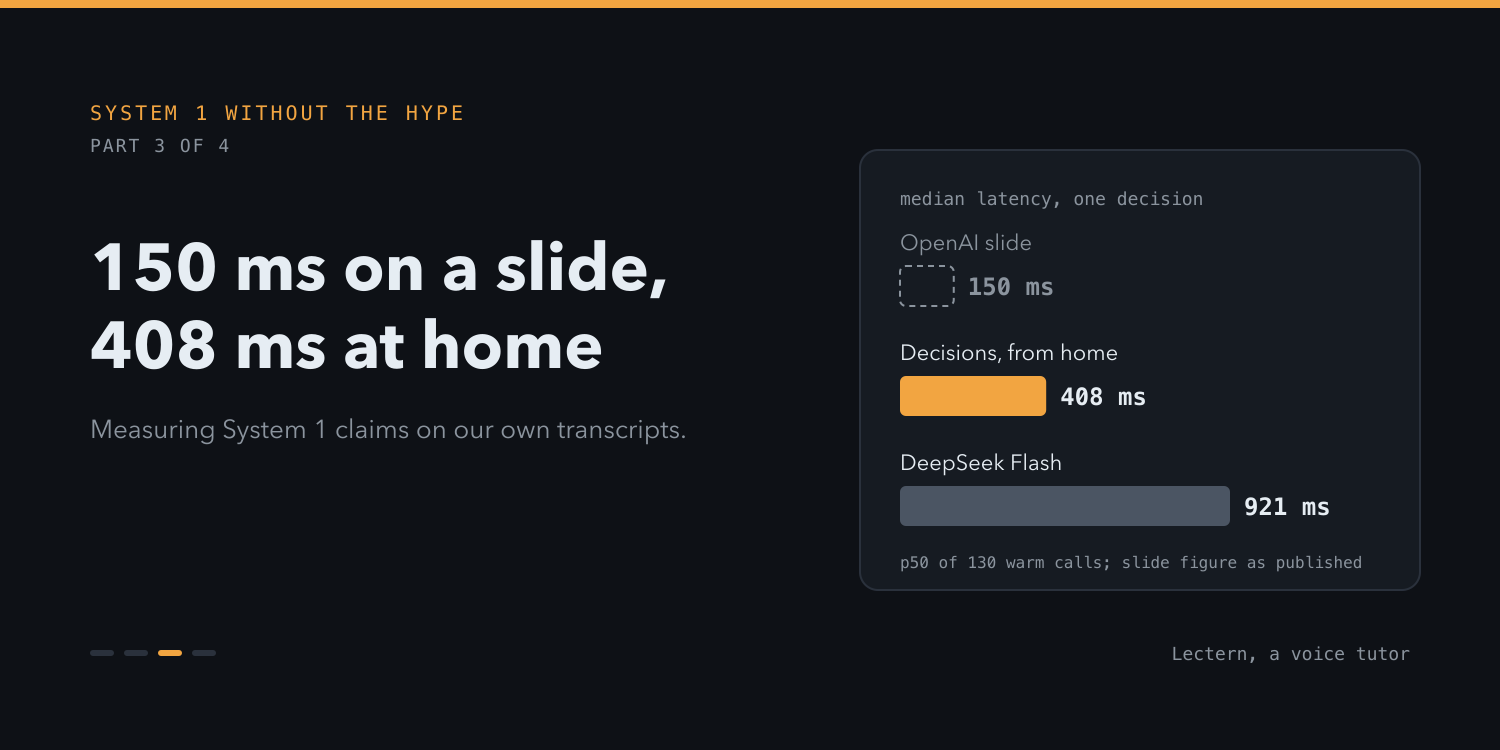 SYSTEM 1 WITHOUT THE HYPE
PART 3 OF 4
150 ms on a slide,
408 ms at home
Measuring System 1 claims on our own transcripts.
median latency, one decision
OpenAI slide
150 ms
Decisions, from home
408 ms
DeepSeek Flash
921 ms
p50 of 130 warm calls; slide figure as published
Lectern, a voice tutor